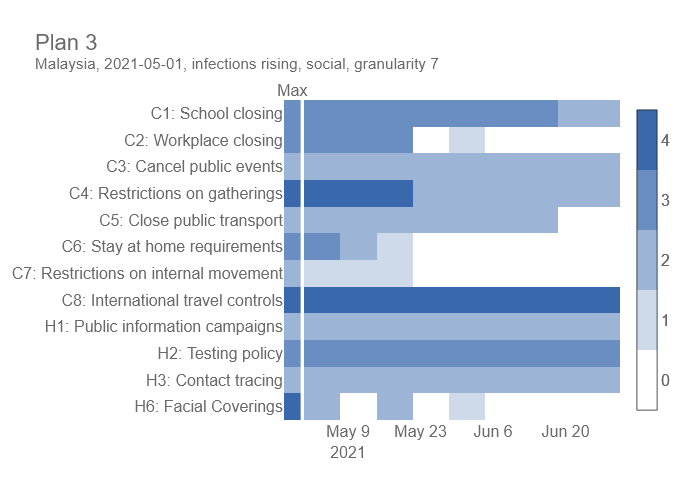 Plan 3
Malaysia, 2021-05-01, infections rising, social, granularity 7
Max
C1: School closing
C2: Workplace closing
C3: Cancel public events
C4: Restrictions on gatherings
C5: Close public transport
C6: Stay at home requirements
C7: Restrictions on internal movement
C8: International travel controls
H1: Public information campaigns
H2: Testing policy
H3: Contact tracing
H6: Facial Coverings
May 9 May 23 Jun 6 Jun 20
2021
4
3
2
1
0